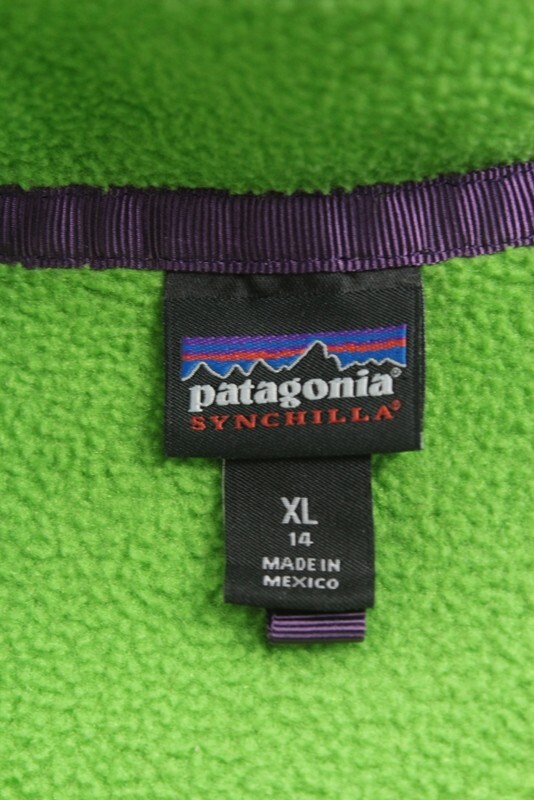 patagonia®
SYNCHILLA®
XL
14
MADE IN
MEXICO